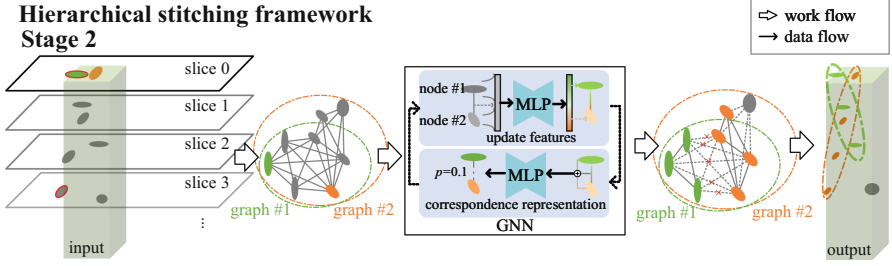 Hierarchical stitching framework
Stage 2
work flow
data flow
slice 0
slice 1
slice 2
slice 3
⋮
input
graph #1
graph #2
node #1
node #2
MLP
update features
p=0.1
MLP
correspondence representation
GNN
graph #1
graph #2
output